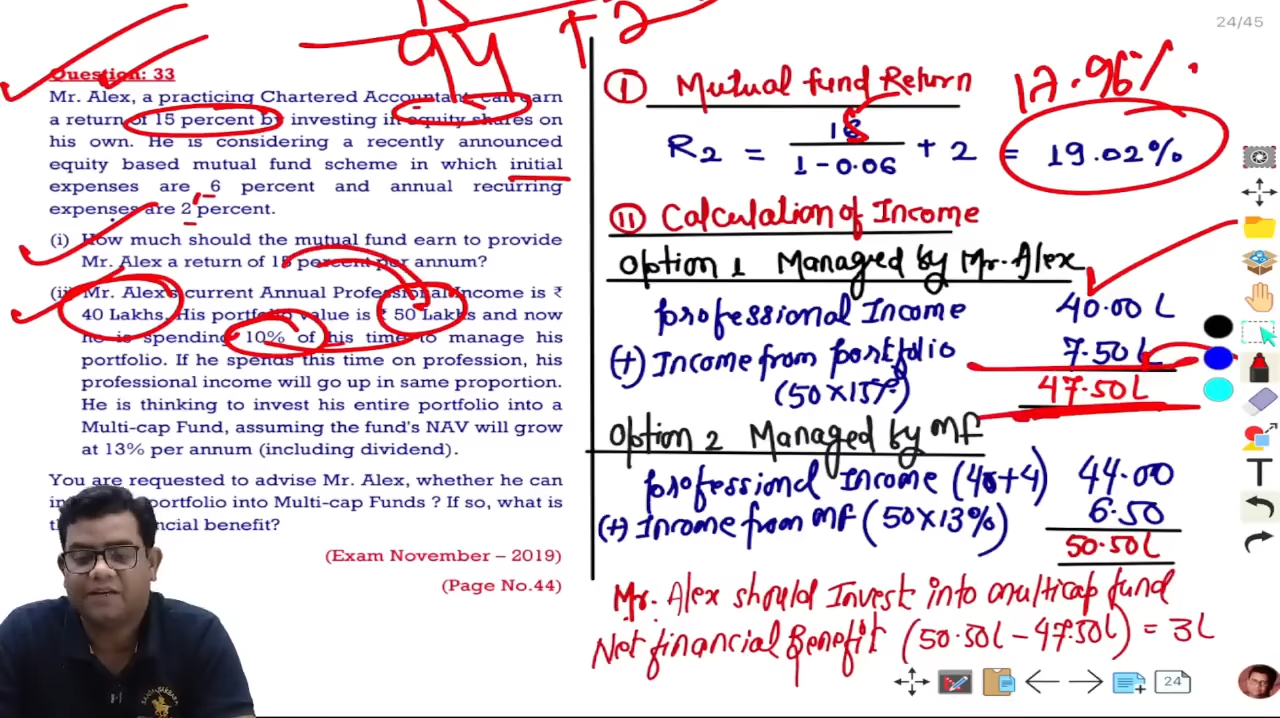 24/45
94 +2
Question: 33
Mr. Alex, a practicing Chartered Accountant, can earn
a return of 15 percent by investing in equity shares on
his own. He is considering a recently announced
equity based mutual fund scheme in which initial
expenses are 6 percent and annual recurring
expenses are 2 percent.
(i) How much should the mutual fund earn to provide
Mr. Alex a return of 15 percent per annum?
(ii) Mr. Alex's current Annual Professional Income is ₹
40 Lakhs. His portfolio value is ₹ 50 Lakhs and now
he is spending 10% of his time to manage his
portfolio. If he spends this time on profession, his
professional income will go up in same proportion.
He is thinking to invest his entire portfolio into a
Multi-cap Fund, assuming the fund's NAV will grow
at 13% per annum (including dividend).
You are requested to advise Mr. Alex, whether he can
portfolio into Multi-cap Funds ? If so, what is
benefit?
(Exam November – 2019)
(Page No.44)
I Mutual fund Return
17.96%
R2 = 1 / 1-0.06 + 2 = 19.02%
II Calculation of Income
Option 1 Managed by Mr. Alex
professional Income 40.00 L
(+) Income from portfolio 7.50 L
(50×15%) 47.50L
Option 2 Managed by MF
professional Income (40+4) 44.00
(+) Income from MF (50×13%) 6.50
50.50L
Mr. Alex should Invest into multicap fund
Net financial Benefit (50.50L - 47.50L) = 3L
T
24